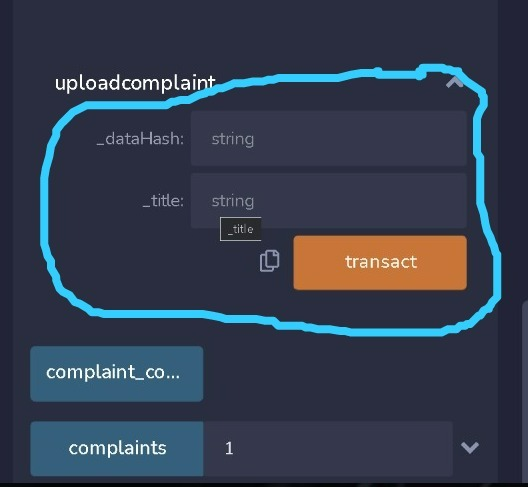 uploadcomplaint
_dataHash: string
_title: string
_title
transact
complaint_co...
complaints 1